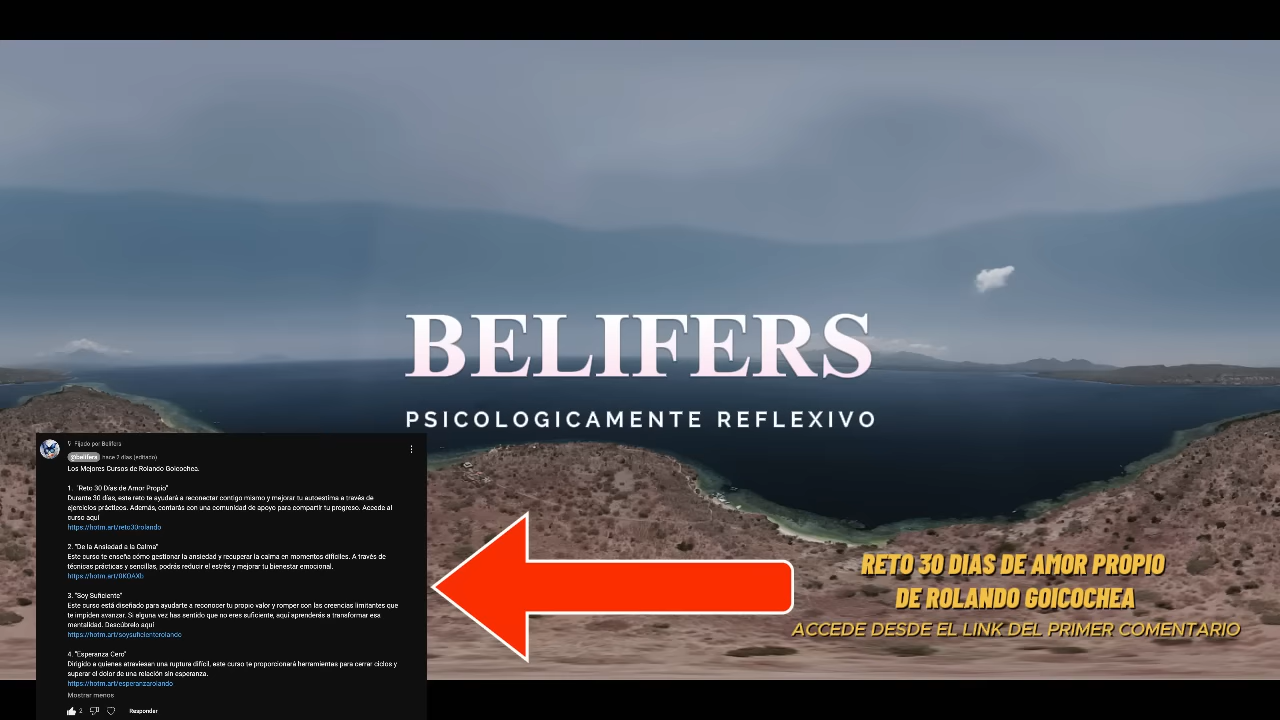 BELIFERS
PSICOLOGICAMENTE REFLEXIVO
Fijado por Belifers
@belifers hace 2 días (editado)
Los Mejores Cursos de Rolando Goicochea.
1. "Reto 30 Días de Amor Propio"
Durante 30 días, este reto te ayudará a reconectar contigo mismo y mejorar tu autoestima a través de
ejercicios prácticos. Además, contarás con una comunidad de apoyo para compartir tu progreso. Accede al
curso aquí
https://hotm.art/reto30rolando
2. "De la Ansiedad a la Calma"
Este curso te enseña cómo gestionar la ansiedad y recuperar la calma en momentos difíciles. A través de
técnicas prácticas y sencillas, podrás reducir el estrés y mejorar tu bienestar emocional.
https://hotm.art/0KOAXb
3. "Soy Suficiente"
Este curso está diseñado para ayudarte a reconocer tu propio valor y romper con las creencias limitantes que
te impiden avanzar. Si alguna vez has sentido que no eres suficiente, aquí aprenderás a transformar esa
mentalidad. Descúbrelo aquí
https://hotm.art/soysuficienterolando
4. "Esperanza Cero"
Dirigido a quienes atraviesan una ruptura difícil, este curso te proporcionará herramientas para cerrar ciclos y
superar el dolor de una relación sin esperanza.
https://hotm.art/esperanzarolando
Mostrar menos
2 Responder
RETO 30 DIAS DE AMOR PROPIO
DE ROLANDO GOICOCHEA
ACCEDE DESDE EL LINK DEL PRIMER COMENTARIO